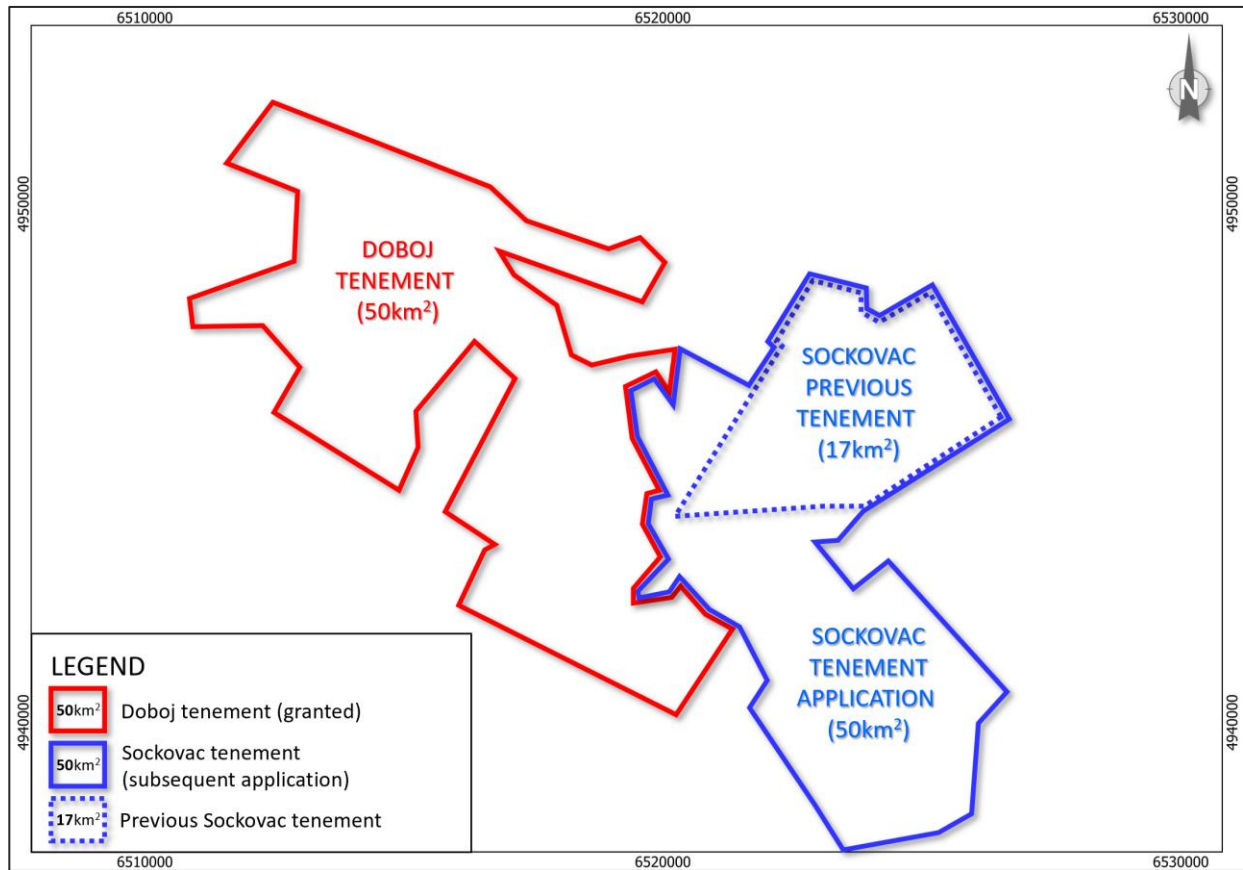 6510000 6520000 6530000
N
4950000 4950000
DOBOJ
TENEMENT
(50km²)
SOCKOVAC
PREVIOUS
TENEMENT
(17km²)
SOCKOVAC
TENEMENT
APPLICATION
(50km²)
4940000 4940000
LEGEND
50km² Doboj tenement (granted)
50km² Sockovac tenement
(subsequent application)
17km² Previous Sockovac tenement
6510000 6520000 6530000